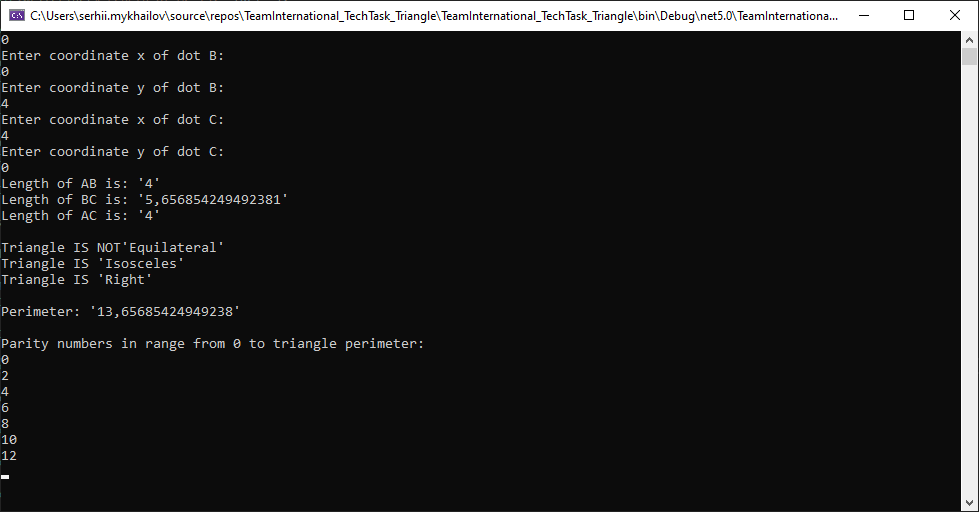 C:\Users\serhii.mykhailov\source\repos\TeamInternational_TechTask_Triangle\TeamInternational_TechTask_Triangle\bin\Debug\net5.0\TeamInternationa...
0
Enter coordinate x of dot B:
0
Enter coordinate y of dot B:
4
Enter coordinate x of dot C:
4
Enter coordinate y of dot C:
0
Length of AB is: '4'
Length of BC is: '5,656854249492381'
Length of AC is: '4'
Triangle IS NOT'Equilateral'
Triangle IS 'Isosceles'
Triangle IS 'Right'
Perimeter: '13,65685424949238'
Parity numbers in range from 0 to triangle perimeter:
0
2
4
6
8
10
12